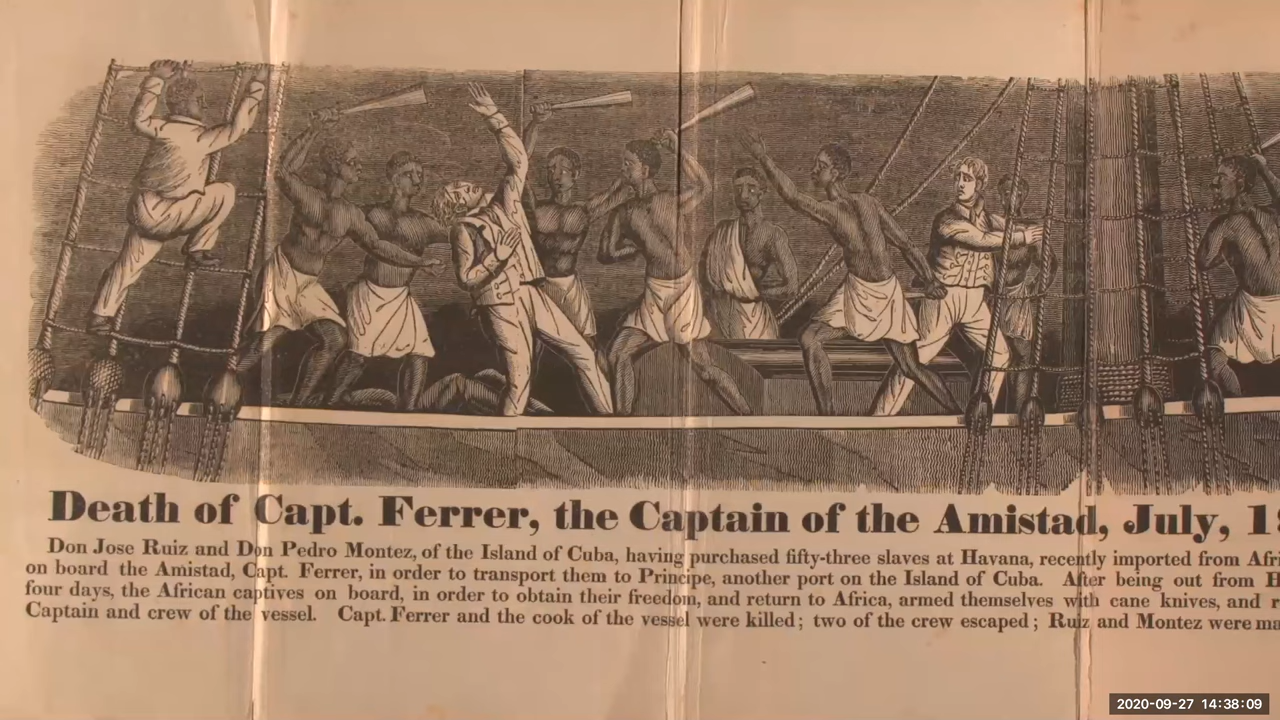 Death of Capt. Ferrer, the Captain of the Amistad, July, 1
Don Jose Ruiz and Don Pedro Montez, of the Island of Cuba, having purchased fifty-three slaves at Havana, recently imported from Afri
on board the Amistad, Capt. Ferrer, in order to transport them to Principe, another port on the Island of Cuba. After being out from H
four days, the African captives on board, in order to obtain their freedom, and return to Africa, armed themselves with cane knives, and r
Captain and crew of the vessel. Capt. Ferrer and the cook of the vessel were killed; two of the crew escaped; Ruiz and Montez were ma
2020-09-27 14:38:09